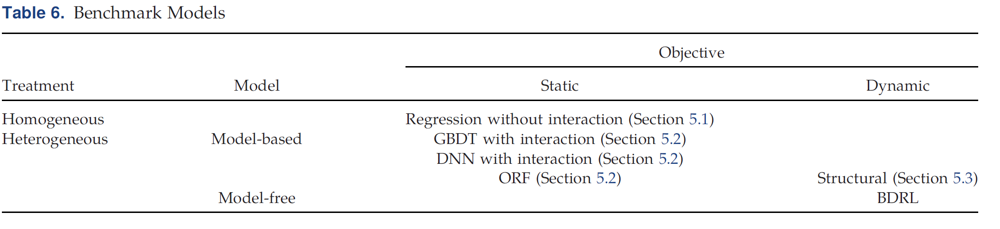 Table 6. Benchmark Models
Objective
Treatment Model Static Dynamic
Homogeneous Regression without interaction (Section 5.1)
Heterogeneous Model-based GBDT with interaction (Section 5.2)
DNN with interaction (Section 5.2)
ORF (Section 5.2) Structural (Section 5.3)
Model-free BDRL